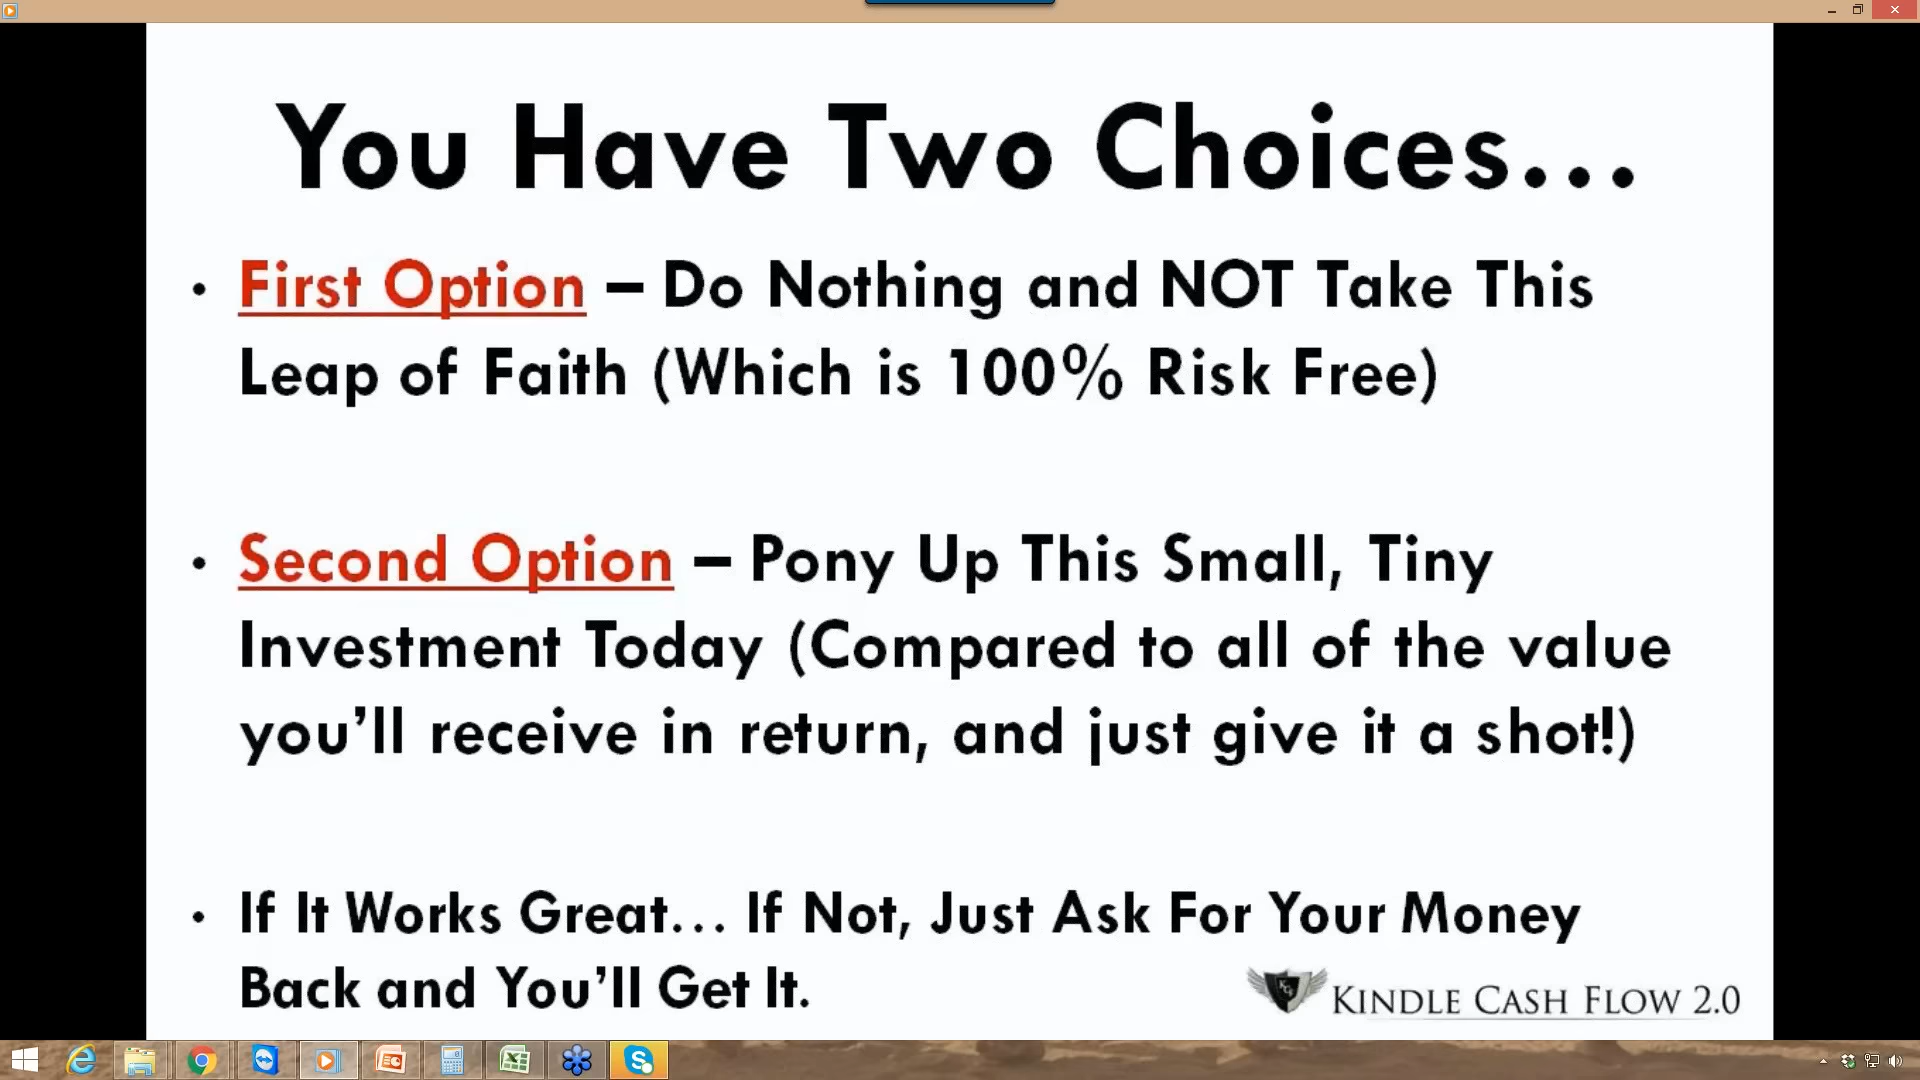 You Have Two Choices...
• First Option – Do Nothing and NOT Take This
Leap of Faith (Which is 100% Risk Free)
• Second Option – Pony Up This Small, Tiny
Investment Today (Compared to all of the value
you’ll receive in return, and just give it a shot!)
• If It Works Great... If Not, Just Ask For Your Money
Back and You’ll Get It.
KINDLE CASH FLOW 2.0